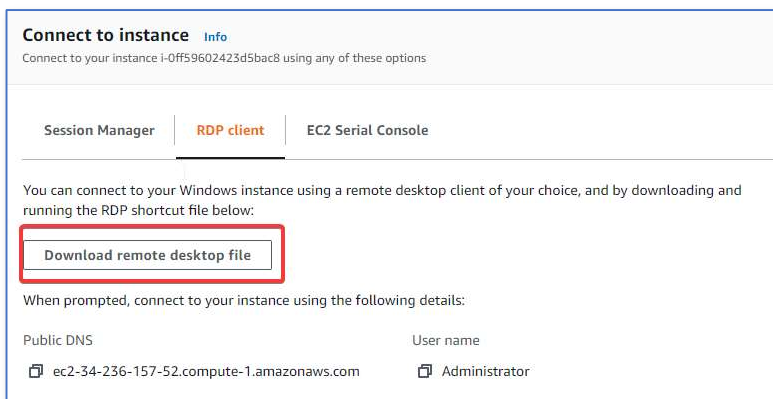 Connect to instance Info
Connect to your instance i-0ff59602423d5bac8 using any of these options
Session Manager RDP client EC2 Serial Console
You can connect to your Windows instance using a remote desktop client of your choice, and by downloading and
running the RDP shortcut file below:
Download remote desktop file
When prompted, connect to your instance using the following details:
Public DNS User name
ec2-34-236-157-52.compute-1.amazonaws.com Administrator